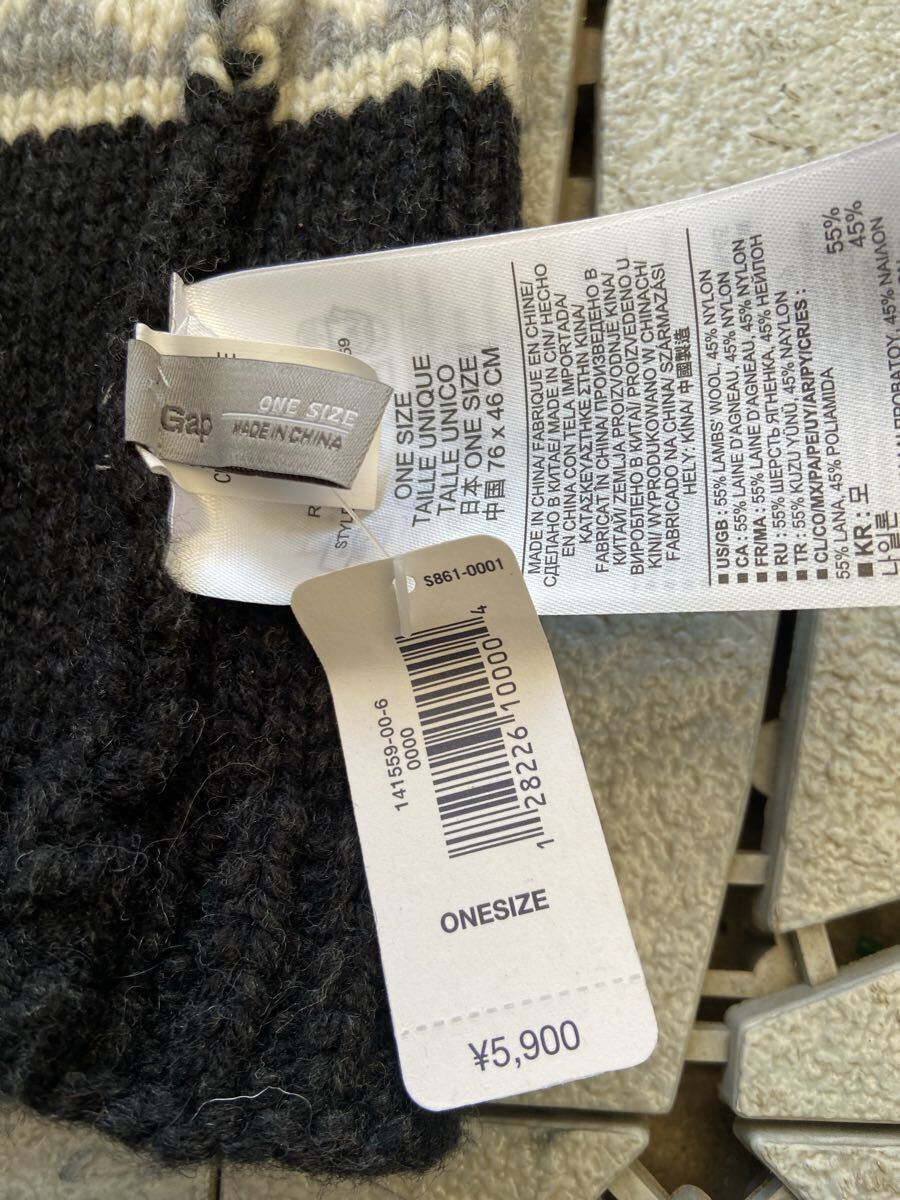 Gap
ONE SIZE
MADE IN CHINA
STYLE
59
ONE SIZE
TAILLE UNIQUE
TALLE UNICO
日本 ONE SIZE
中國 76 x 46 CM
MADE IN CHINA/ FABRIQUE EN CHINE/
СДЕЛАНО В КИТАЕ/ MADE IN CIN/ HECHO
EN CHINA CON TELA IMPORTADA/
ΚΑΤΑΣΚΕΥΑΣΤΗΚΕ ΣΤΗΝ ΚΙΝΑ/
FABRICAT IN CHINA/ ПРОИЗВЕДЕНО В
КИТАЙ/ ZEMLJA PROIZVODNJE KINA/
ВИРОБЛЕНО В КИТАЇ/ PROIZVEDENO U
KINI/ WYPRODUKOWANO W CHINACH/
FABRICADO NA CHINA/ SZÁRMAZÁSI
HELY: KÍNA/ 中國製造
■ US/GB : 55% LAMBS WOOL, 45% NYLON
■ CA : 55% LAINE D'AGNEAU, 45% NYLON
■ FR/MA : 55% LAINE D'AGNEAU, 45% NYLON
■ RU : 55% ШЕРСТЬ ЯГНЕНКА, 45% НЕЙЛОН
■ TR : 55% KUZU YÜNÜ, 45% NAYLON
■ CL/CO/MX/PA/PE/UY/AR/PY/CR/ES :
55% LANA, 45% POLIAMIDA
■ KR : 모 55%
나일론 45%
45% ΝΑΙΛΟΝ
S861-0001
141559-00-6
0000
1 28226 10000 4
ONESIZE
¥5,900